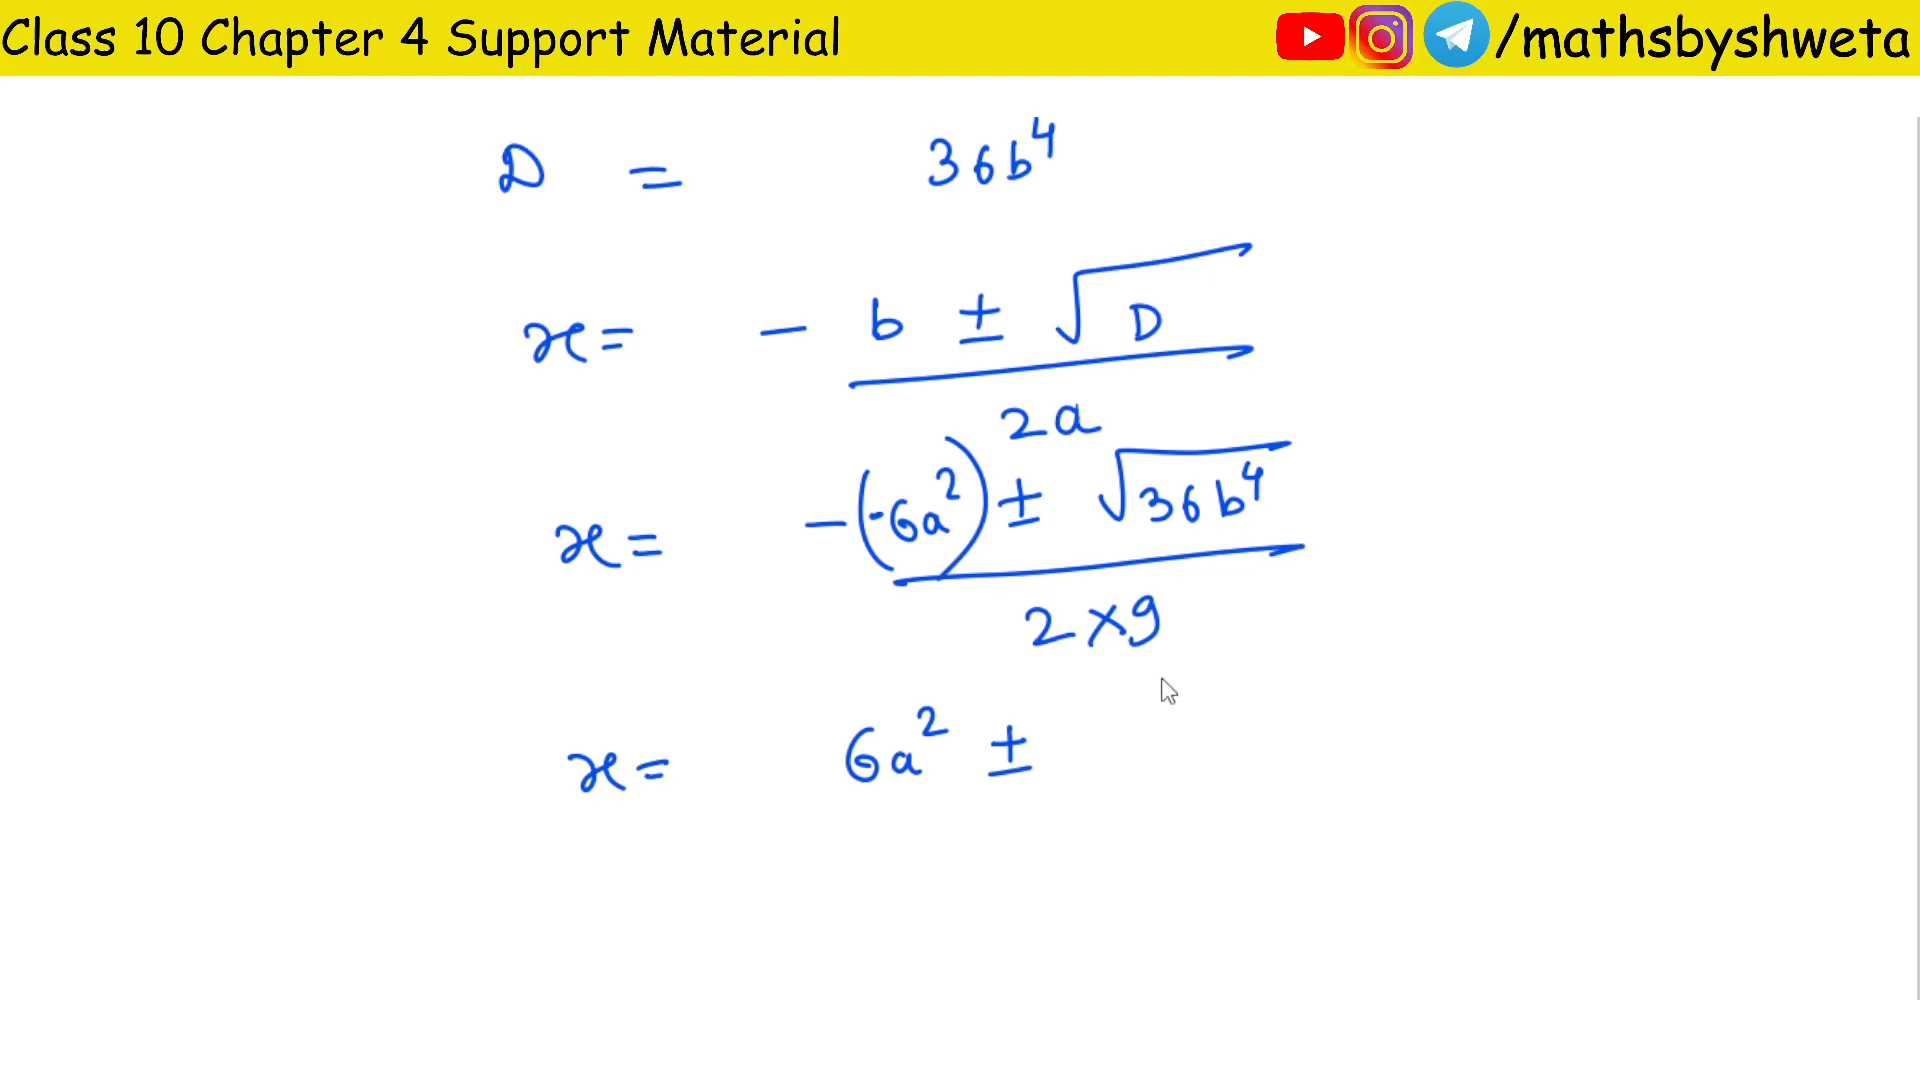 Class 10 Chapter 4 Support Material /mathsbyshweta
D = 36b⁴
x = - b ± √D
2a
x = -(-6a²) ± √36b⁴
2 × 9
x = 6a² ±